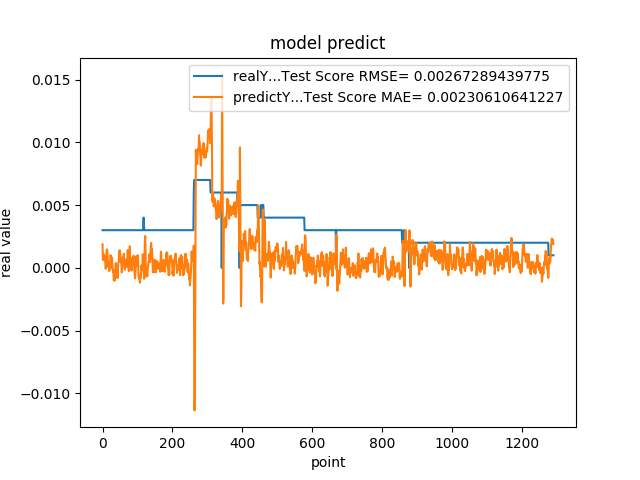 model predict
realY...Test Score RMSE= 0.00267289439775
predictY...Test Score MAE= 0.00230610641227
real value
0.015
0.010
0.005
0.000
−0.005
−0.010
0 200 400 600 800 1000 1200
point